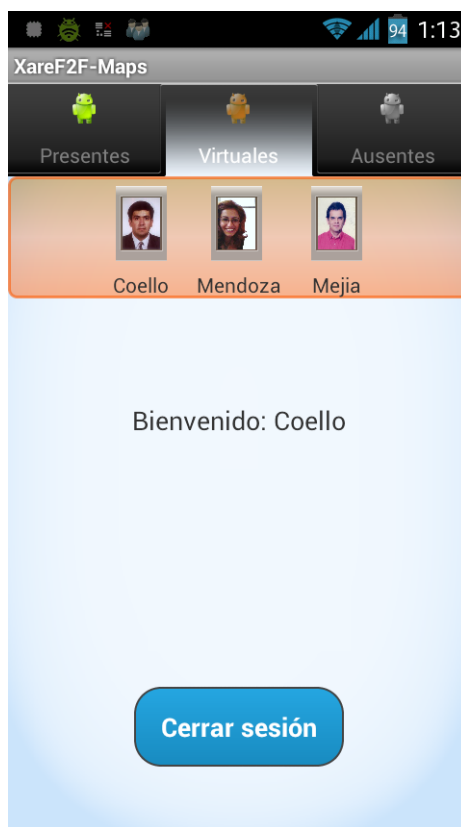 94 1:13
XareF2F-Maps
Presentes Virtuales Ausentes
Coello Mendoza Mejia
Bienvenido: Coello
Cerrar sesión